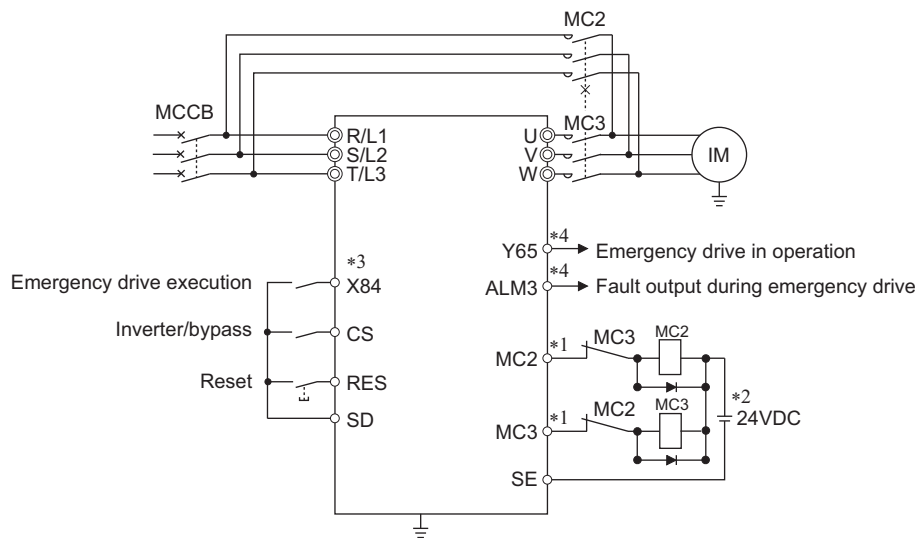 MC2
MCCB
MC3
R/L1
U
S/L2
V
IM
T/L3
W
*4
Y65
Emergency drive in operation
*3
*4
Emergency drive execution
X84
ALM3
Fault output during emergency drive
Inverter/bypass
CS
MC2
*1
MC3
MC2
Reset
RES
*2
24VDC
SD
MC3
*1
MC2
MC3
SE